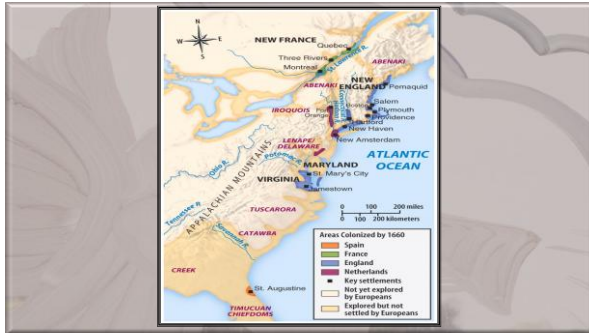 N
W
E
S
NEW FRANCE
Quebec
Three Rivers
Montreal
St. Lawrence R.
ABENAKI
ABENAKI
NEW
ENGLAND
Pemaquid
Salem
Boston
Plymouth
Providence
Hartford
New Haven
New Amsterdam
IROQUOIS
Fort
Orange
Connecticut R.
LENAPE/
DELAWARE
ATLANTIC
OCEAN
MARYLAND
St. Mary's City
VIRGINIA
Jamestown
Potomac R.
Ohio R.
APPALACHIAN MOUNTAINS
Tennessee R.
TUSCARORA
CATAWBA
Savannah R.
CREEK
St. Augustine
TIMUCUAN
CHIEFDOMS
0 100 200 miles
0 100 200 kilometers
Areas Colonized by 1660
Spain
France
England
Netherlands
Key settlements
Not yet explored
by Europeans
Explored but not
settled by Europeans